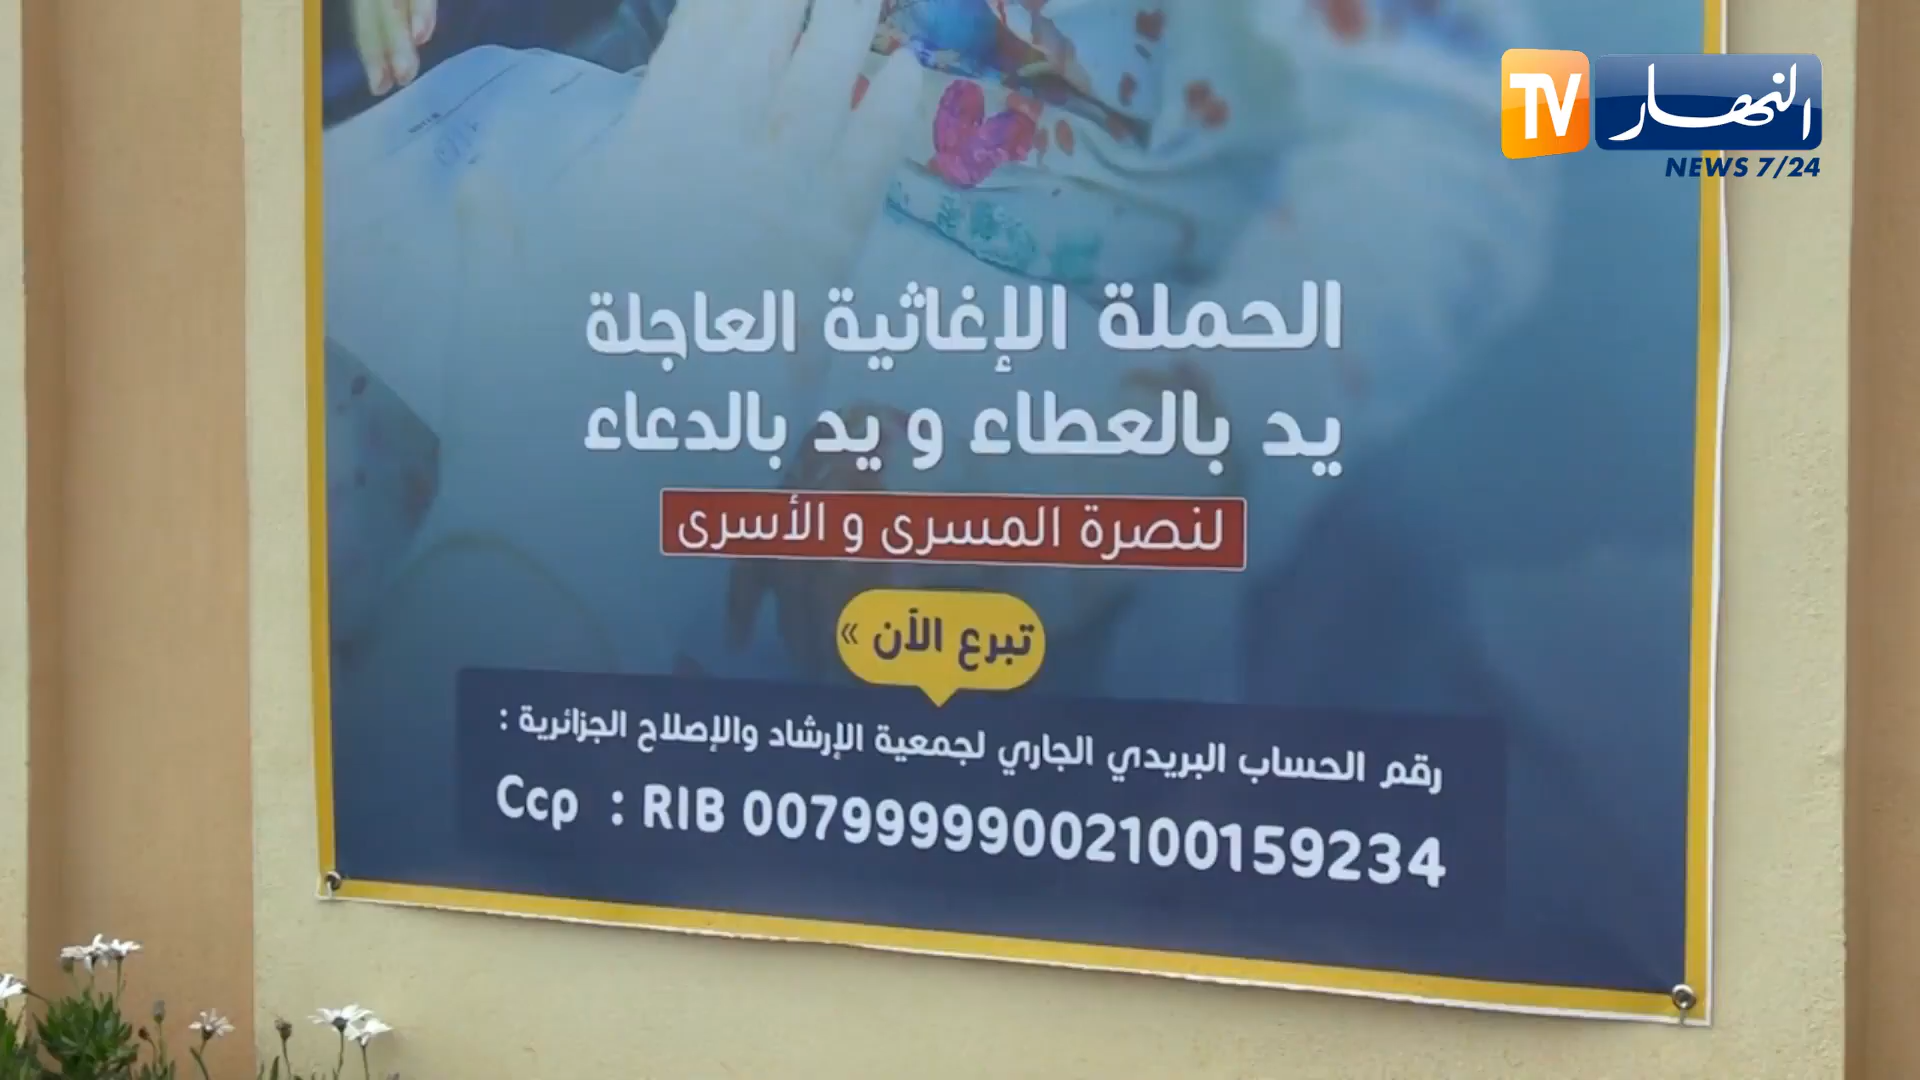 TV النهار
NEWS 7/24
الحملة الإغاثية العاجلة
يد بالعطاء و يد بالدعاء
لنصرة المسرى و الأسرى
تبرع الآن »
رقم الحساب البريدي الجاري لجمعية الإرشاد والإصلاح الجزائرية :
Ccp : RIB 00799999002100159234